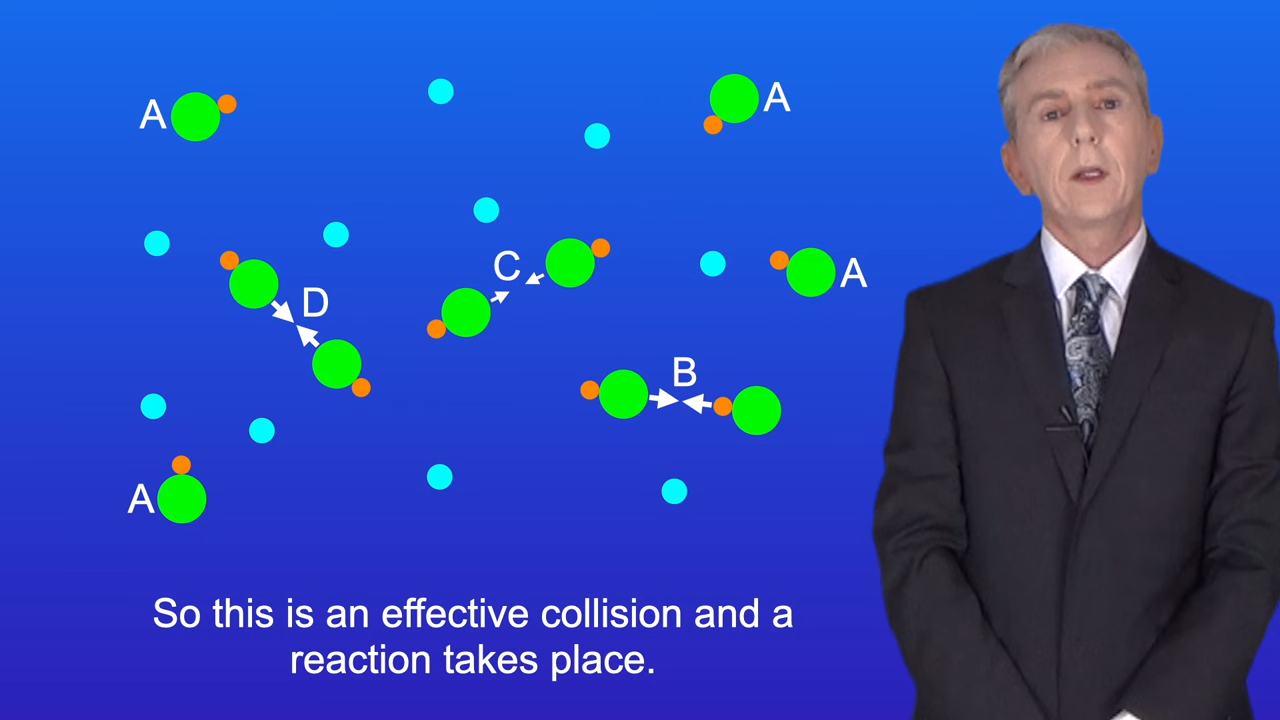 A
A
C
A
D
B
A
So this is an effective collision and a
reaction takes place.